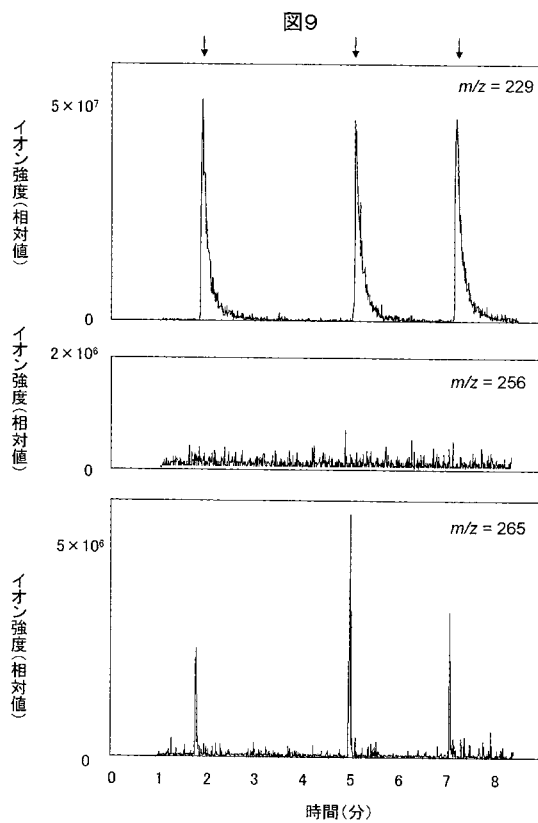 図9
m/z = 229
5×10⁷
0
イオン強度(相対値)
m/z = 256
2×10⁶
0
イオン強度(相対値)
m/z = 265
5×10⁶
0
イオン強度(相対値)
0 1 2 3 4 5 6 7 8
時間(分)